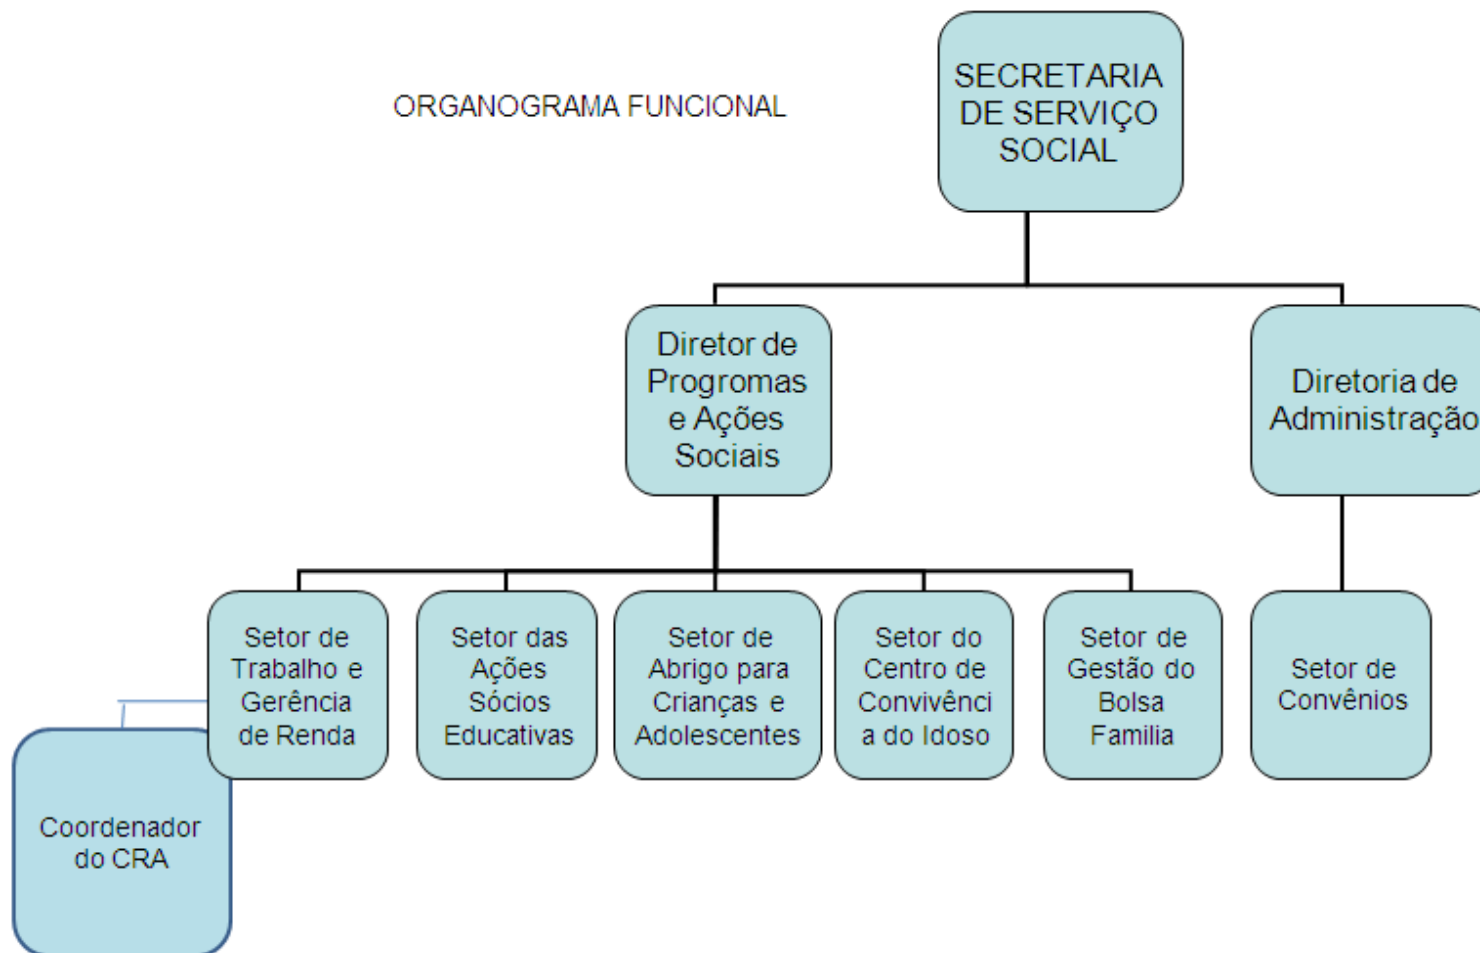 ORGANOGRAMA FUNCIONAL
SECRETARIA
DE SERVIÇO
SOCIAL
Diretor de
Progromas
e Ações
Sociais
Diretoria de
Administração
Setor de
Trabalho e
Gerência
de Renda
Setor das
Ações
Sócios
Educativas
Setor de
Abrigo para
Crianças e
Adolescentes
Setor do
Centro de
Convivênci
a do Idoso
Setor de
Gestão do
Bolsa
Familia
Setor de
Convênios
Coordenador
do CRA